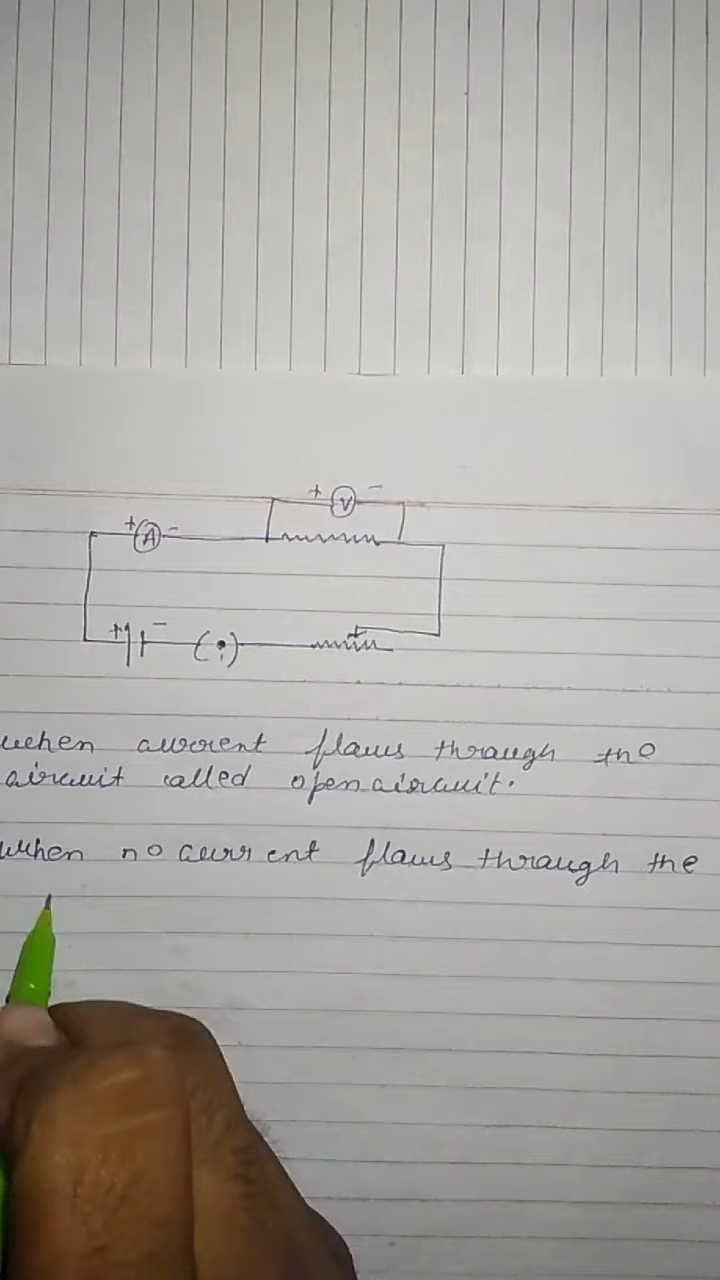 + V -
+ A -
+ -
when current flows through the
circuit called open circuit.
when no current flows through the